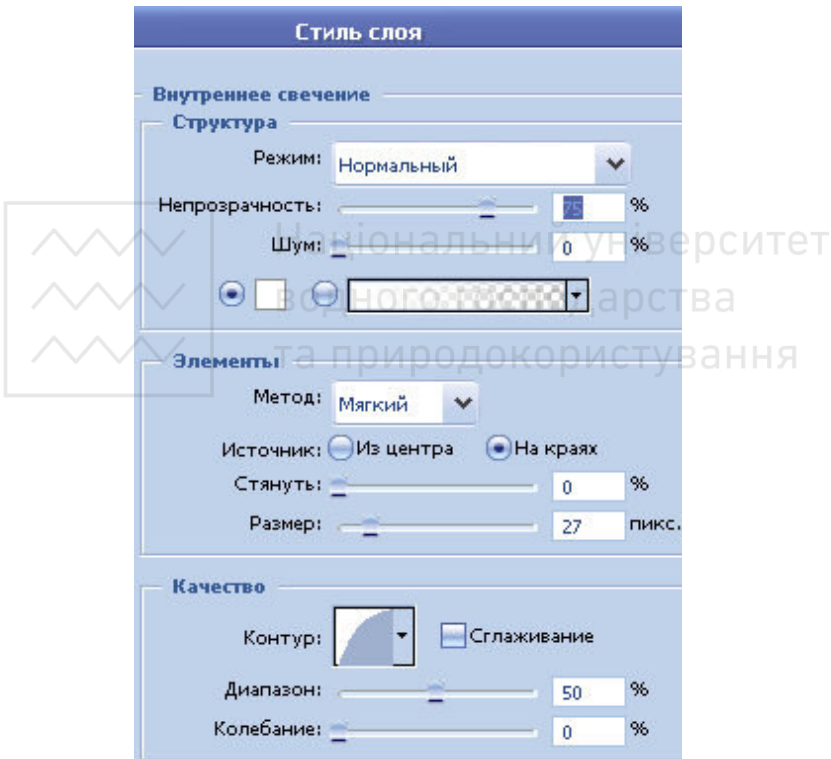 Стиль слоя
Внутреннее свечение
Структура
Режим: Нормальный
Непрозрачность: 75 %
Шум: 0 %
Національний університет
водного господарства
та природокористування
Элементы
Метод: Мягкий
Источник: Из центра На краях
Стянуть: 0 %
Размер: 27 пикс.
Качество
Контур: Сглаживание
Диапазон: 50 %
Колебание: 0 %